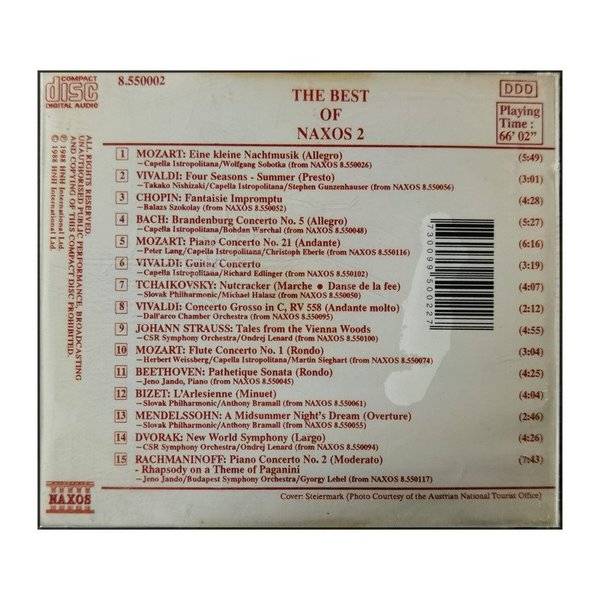 COMPACT
disc
DIGITAL AUDIO
8.550002
DDD
THE BEST
OF
NAXOS 2
Playing
Time :
66' 02"
1 MOZART: Eine kleine Nachtmusik (Allegro) (5:49)
–Capella Istropolitana/Wolfgang Sobotka (from NAXOS 8.550026)
2 VIVALDI: Four Seasons - Summer (Presto) (3:01)
–Takako Nishizaki/Capella Istropolitana/Stephen Gunzenhauser (from NAXOS 8.550056)
3 CHOPIN: Fantaisie Impromptu (4:28)
–Balazs Szokolay (from NAXOS 8.550052)
4 BACH: Brandenburg Concerto No. 5 (Allegro) (5:27)
–Capella Istropolitana/Bohdan Warchal (from NAXOS 8.550048)
5 MOZART: Piano Concerto No. 21 (Andante) (6:16)
–Peter Lang/Capella Istropolitana/Christoph Eberle (from NAXOS 8.550116)
6 VIVALDI: Guitar Concerto (3:19)
–Capella Istropolitana/Richard Edlinger (from NAXOS 8.550102)
7 TCHAIKOVSKY: Nutcracker (Marche • Danse de la fee) (4:07)
–Slovak Philharmonic/Michael Halasz (from NAXOS 8.550050)
8 VIVALDI: Concerto Grosso in C, RV 558 (Andante molto) (2:12)
–Dall'arco Chamber Orchestra (from NAXOS 8.550095)
9 JOHANN STRAUSS: Tales from the Vienna Woods (4:55)
–CSR Symphony Orchestra/Ondrej Lenard (from NAXOS 8.550100)
10 MOZART: Flute Concerto No. 1 (Rondo) (3:04)
–Herbert Weissberg/Capella Istropolitana/Martin Sieghart (from NAXOS 8.550074)
11 BEETHOVEN: Pathetique Sonata (Rondo) (4:25)
–Jeno Jando, Piano (from NAXOS 8.550045)
12 BIZET: L'Arlesienne (Minuet) (4:04)
–Slovak Philharmonic/Anthony Bramall (from NAXOS 8.550061)
13 MENDELSSOHN: A Midsummer Night's Dream (Overture) (2:46)
–Slovak Philharmonic/Anthony Bramall (from NAXOS 8.550055)
14 DVORAK: New World Symphony (Largo) (4:26)
–CSR Symphony Orchestra/Ondrej Lenard (from NAXOS 8.550094)
15 RACHMANINOFF: Piano Concerto No. 2 (Moderato) (7:43)
- Rhapsody on a Theme of Paganini
–Jeno Jando/Budapest Symphony Orchestra/Gyorgy Lehel (from NAXOS 8.550117)
Cover: Steiermark (Photo Courtesy of the Austrian National Tourist Office)
NAXOS
ALL RIGHTS RESERVED.
UNAUTHORISED PUBLIC PERFORMANCE, BROADCASTING
AND COPYING OF THIS COMPACT DISC PROHIBITED.
℗ 1988 HNH International Ltd.
© 1988 HNH International Ltd.
730099500227